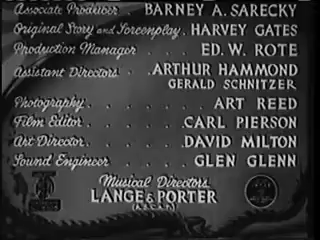 Associate Producer . BARNEY A. SARECKY
Original Story and Screenplay . HARVEY GATES
Production Manager . . ED. W. ROTE
Assistant Directors . . ARTHUR HAMMOND
GERALD SCHNITZER
Photography . . . . . ART REED
Film Editor . . . . . CARL PIERSON
Art Director . . . . . DAVID MILTON
Sound Engineer . . . . GLEN GLENN
Musical Directors
LANGE & PORTER
(A.S.C.A.P.)